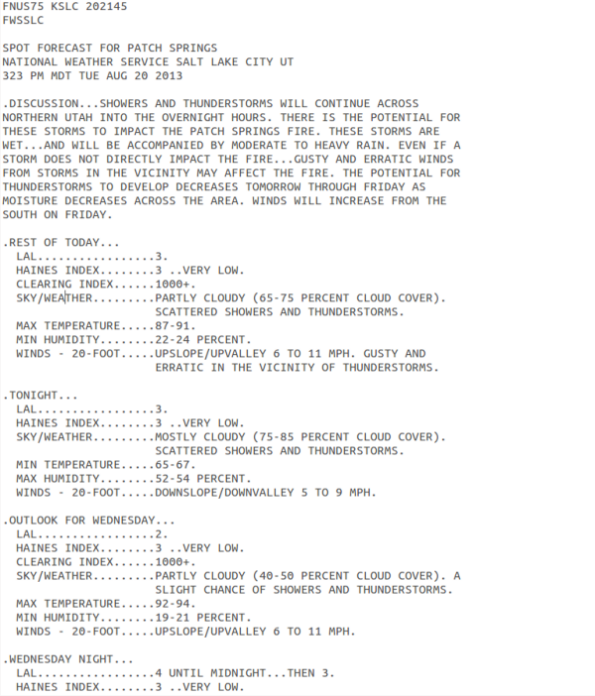 FNUS75 KSLC 202145
FWSSLC
SPOT FORECAST FOR PATCH SPRINGS
NATIONAL WEATHER SERVICE SALT LAKE CITY UT
323 PM MDT TUE AUG 20 2013
.DISCUSSION...SHOWERS AND THUNDERSTORMS WILL CONTINUE ACROSS
NORTHERN UTAH INTO THE OVERNIGHT HOURS. THERE IS THE POTENTIAL FOR
THESE STORMS TO IMPACT THE PATCH SPRINGS FIRE. THESE STORMS ARE
WET...AND WILL BE ACCOMPANIED BY MODERATE TO HEAVY RAIN. EVEN IF A
STORM DOES NOT DIRECTLY IMPACT THE FIRE...GUSTY AND ERRATIC WINDS
FROM STORMS IN THE VICINITY MAY AFFECT THE FIRE. THE POTENTIAL FOR
THUNDERSTORMS TO DEVELOP DECREASES TOMORROW THROUGH FRIDAY AS
MOISTURE DECREASES ACROSS THE AREA. WINDS WILL INCREASE FROM THE
SOUTH ON FRIDAY.
.REST OF TODAY...
LAL.................3.
HAINES INDEX........3 ..VERY LOW.
CLEARING INDEX......1000+.
SKY/WEATHER.........PARTLY CLOUDY (65-75 PERCENT CLOUD COVER).
SCATTERED SHOWERS AND THUNDERSTORMS.
MAX TEMPERATURE.....87-91.
MIN HUMIDITY........22-24 PERCENT.
WINDS - 20-FOOT.....UPSLOPE/UPVALLEY 6 TO 11 MPH. GUSTY AND
ERRATIC IN THE VICINITY OF THUNDERSTORMS.
.TONIGHT...
LAL.................3.
HAINES INDEX........3 ..VERY LOW.
SKY/WEATHER.........MOSTLY CLOUDY (75-85 PERCENT CLOUD COVER).
SCATTERED SHOWERS AND THUNDERSTORMS.
MIN TEMPERATURE.....65-67.
MAX HUMIDITY........52-54 PERCENT.
WINDS - 20-FOOT.....DOWNSLOPE/DOWNVALLEY 5 TO 9 MPH.
.OUTLOOK FOR WEDNESDAY...
LAL.................2.
HAINES INDEX........3 ..VERY LOW.
CLEARING INDEX......1000+.
SKY/WEATHER.........PARTLY CLOUDY (40-50 PERCENT CLOUD COVER). A
SLIGHT CHANCE OF SHOWERS AND THUNDERSTORMS.
MAX TEMPERATURE.....92-94.
MIN HUMIDITY........19-21 PERCENT.
WINDS - 20-FOOT.....UPSLOPE/UPVALLEY 6 TO 11 MPH.
.WEDNESDAY NIGHT...
LAL.................4 UNTIL MIDNIGHT...THEN 3.
HAINES INDEX........3 ..VERY LOW.